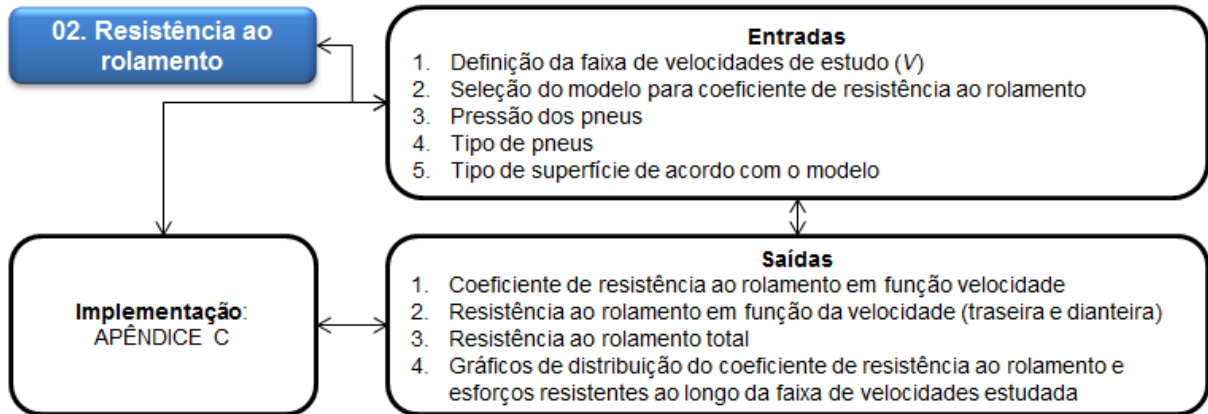 02. Resistência ao
rolamento
Entradas
1. Definição da faixa de velocidades de estudo (V)
2. Seleção do modelo para coeficiente de resistência ao rolamento
3. Pressão dos pneus
4. Tipo de pneus
5. Tipo de superfície de acordo com o modelo
Implementação:
APÊNDICE C
Saídas
1. Coeficiente de resistência ao rolamento em função velocidade
2. Resistência ao rolamento em função da velocidade (traseira e dianteira)
3. Resistência ao rolamento total
4. Gráficos de distribuição do coeficiente de resistência ao rolamento e
esforços resistentes ao longo da faixa de velocidades estudada